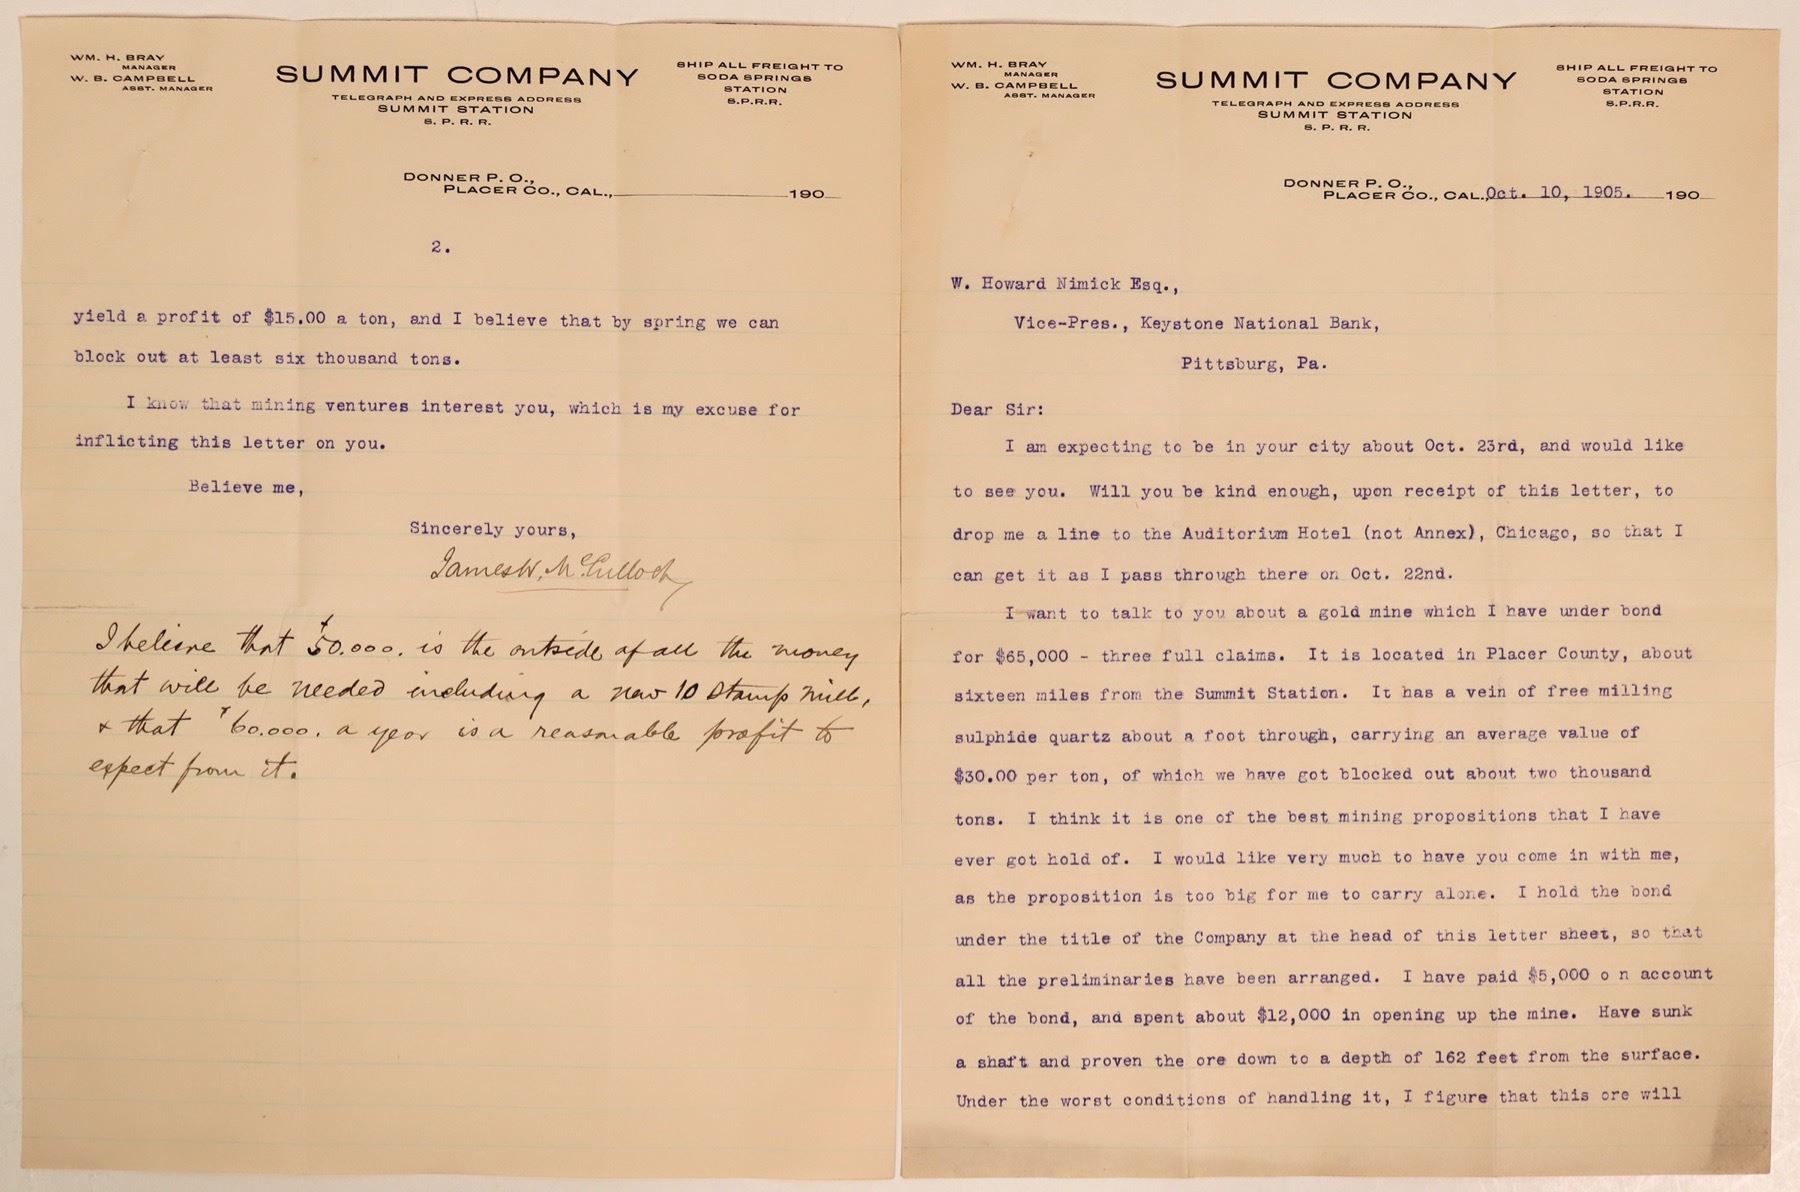 WM. H. BRAY
MANAGER
W. B. CAMPBELL
ASST. MANAGER
SUMMIT COMPANY
TELEGRAPH AND EXPRESS ADDRESS
SUMMIT STATION
S. P. R. R.
SHIP ALL FREIGHT TO
SODA SPRINGS
STATION
S.P.R.R.
DONNER P. O.,
PLACER CO., CAL., Oct. 10, 1905. 190
W. Howard Nimick Esq.,
Vice-Pres., Keystone National Bank,
Pittsburg, Pa.
Dear Sir:
I am expecting to be in your city about Oct. 23rd, and would like
to see you. Will you be kind enough, upon receipt of this letter, to
drop me a line to the Auditorium Hotel (not Annex), Chicago, so that I
can get it as I pass through there on Oct. 22nd.
I want to talk to you about a gold mine which I have under bond
for $65,000 - three full claims. It is located in Placer County, about
sixteen miles from the Summit Station. It has a vein of free milling
sulphide quartz about a foot through, carrying an average value of
$30.00 per ton, of which we have got blocked out about two thousand
tons. I think it is one of the best mining propositions that I have
ever got hold of. I would like very much to have you come in with me,
as the proposition is too big for me to carry alone. I hold the bond
under the title of the Company at the head of this letter sheet, so that
all the preliminaries have been arranged. I have paid $5,000 o n account
of the bond, and spent about $12,000 in opening up the mine. Have sunk
a shaft and proven the ore down to a depth of 162 feet from the surface.
Under the worst conditions of handling it, I figure that this ore will
WM. H. BRAY
MANAGER
W. B. CAMPBELL
ASST. MANAGER
SUMMIT COMPANY
TELEGRAPH AND EXPRESS ADDRESS
SUMMIT STATION
S. P. R. R.
SHIP ALL FREIGHT TO
SODA SPRINGS
STATION
S.P.R.R.
DONNER P. O.,
PLACER CO., CAL., 190
2.
yield a profit of $15.00 a ton, and I believe that by spring we can
block out at least six thousand tons.
I know that mining ventures interest you, which is my excuse for
inflicting this letter on you.
Believe me,
Sincerely yours,
James W. McCulloch
I believe that $50.000. is the outside of all the money
that will be needed including a new 10 Stamp mill,
& that $60.000. a year is a reasonable profit to
expect from it.